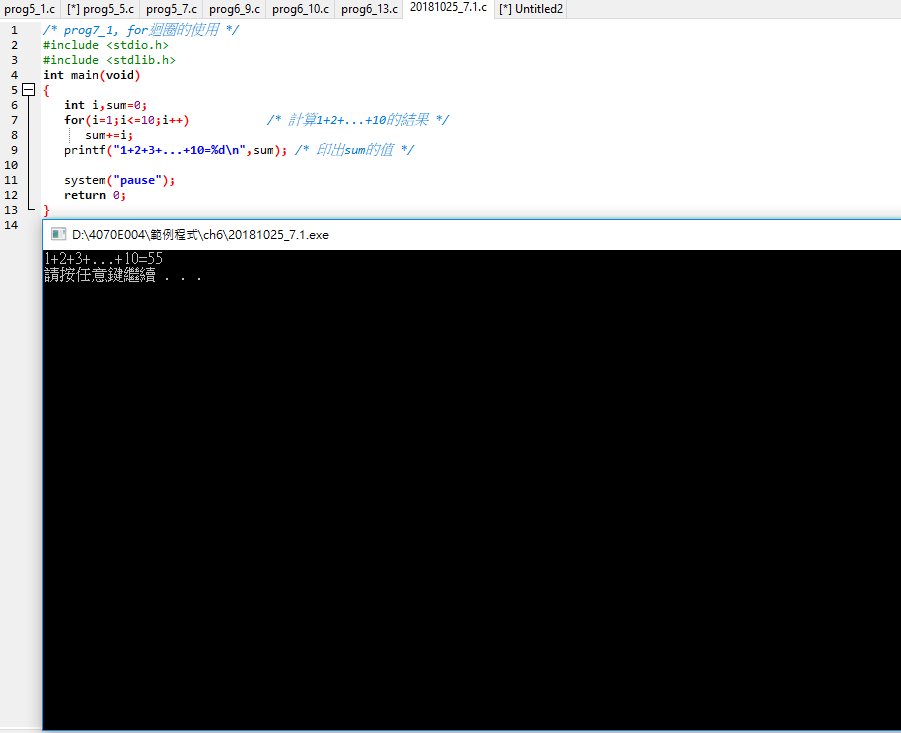 prog5_1.c [*] prog5_5.c prog5_7.c prog6_9.c prog6_10.c prog6_13.c 20181025_7.1.c [*] Untitled2
1 /* prog7_1, for迴圈的使用 */
2 #include <stdio.h>
3 #include <stdlib.h>
4 int main(void)
5 {
6 int i,sum=0;
7 for(i=1;i<=10;i++) /* 計算1+2+...+10的結果 */
8 sum+=i;
9 printf("1+2+3+...+10=%d\n",sum); /* 印出sum的值 */
10
11 system("pause");
12 return 0;
13 }
14
D:\4070E004\範例程式\ch6\20181025_7.1.exe
1+2+3+...+10=55
請按任意鍵繼續 . . .